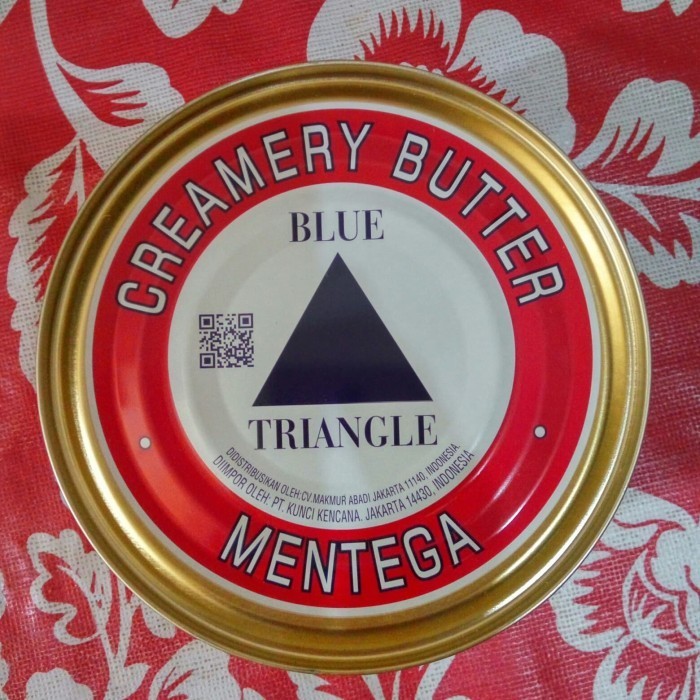 CREAMERY BUTTER
BLUE
TRIANGLE
DIDISTRIBUSIKAN OLEH:CV.MAKMUR ABADI JAKARTA 11140, INDONESIA.
DIIMPOR OLEH: PT. KUNCI KENCANA. JAKARTA 14430, INDONESIA
MENTEGA